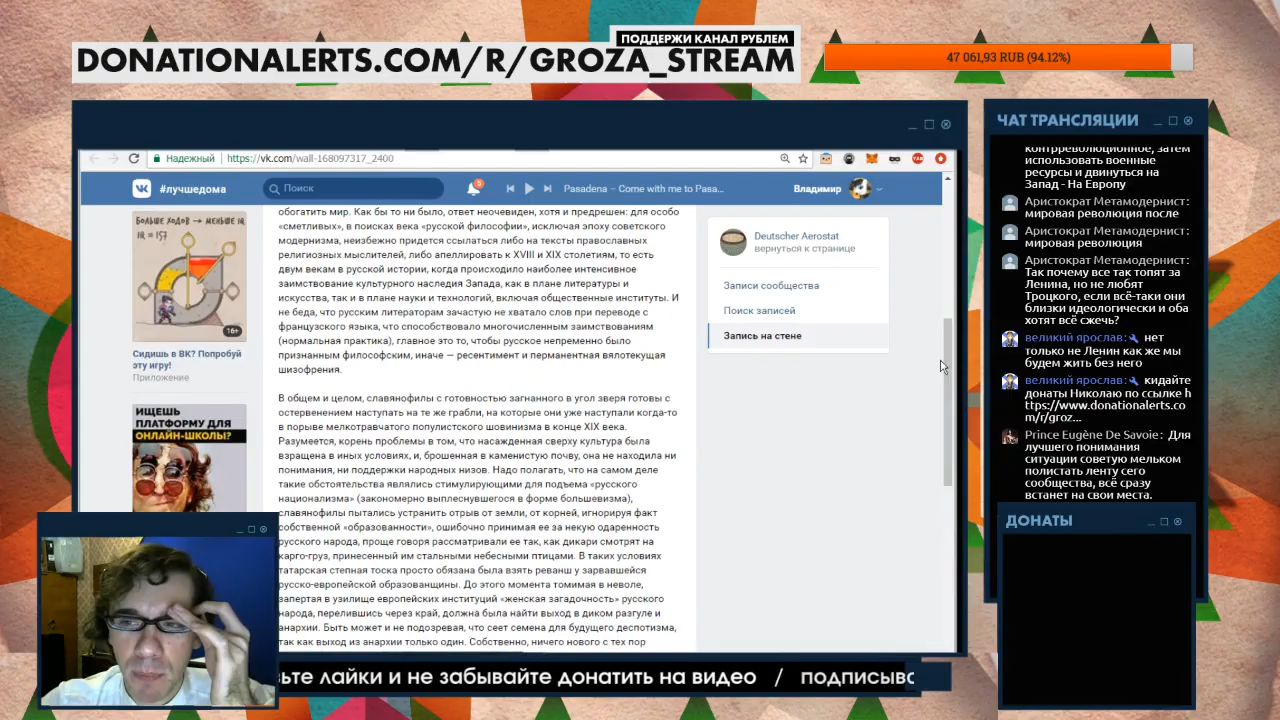 ПОДДЕРЖИ КАНАЛ РУБЛЕМ
DONATIONALERTS.COM/R/GROZA_STREAM
47 061,93 RUB (94.12%)
Надежный
https://vk.com/wall-168097317_2400
#лучшедома
Поиск
5
Pasadena – Come with me to Pasa...
Владимир
БОЛЬШЕ ХОДОВ → МЕНЬШЕ IQ
IQ = 157
16+
Сидишь в ВК? Попробуй
эту игру!
Приложение
ИЩЕШЬ
ПЛАТФОРМУ ДЛЯ
ОНЛАЙН-ШКОЛЫ?
обогатить мир. Как бы то ни было, ответ неочевиден, хотя и предрешен: для особо
«сметливых», в поисках века «русской философии», исключая эпоху советского
модернизма, неизбежно придется ссылаться либо на тексты православных
религиозных мыслителей, либо апеллировать к XVIII и XIX столетиям, то есть
двум векам в русской истории, когда происходило наиболее интенсивное
заимствование культурного наследия Запада, как в плане литературы и
искусства, так и в плане науки и технологий, включая общественные институты. И
не беда, что русским литераторам зачастую не хватало слов при переводе с
французского языка, что способствовало многочисленным заимствованиям
(нормальная практика), главное это то, чтобы русское непременно было
признанным философским, иначе — ресентимент и перманентная вялотекущая
шизофрения.
В общем и целом, славянофилы с готовностью загнанного в угол зверя готовы с
остервенением наступать на те же грабли, на которые они уже наступали когда-то
в порыве мелкотравчатого популистского шовинизма в конце XIX века.
Разумеется, корень проблемы в том, что насажденная сверху культура была
взращена в иных условиях, и, брошенная в каменистую почву, она не находила ни
понимания, ни поддержки народных низов. Надо полагать, что на самом деле
такие обстоятельства являлись стимулирующими для подъема «русского
национализма» (закономерно выплеснувшегося в форме большевизма),
славянофилы пытались устранить отрыв от земли, от корней, игнорируя факт
собственной «образованности», ошибочно принимая ее за некую одаренность
русского народа, проще говоря рассматривали ее так, как дикари смотрят на
карго-груз, принесенный им стальными небесными птицами. В таких условиях
татарская степная тоска просто обязана была взять реванш у зарвавшейся
русско-европейской образованщины. До этого момента томимая в неволе,
запертая в узилище европейских институций «женская загадочность» русского
народа, перелившись через край, должна была найти выход в диком разгуле и
анархии. Быть может и не подозревая, что сеет семена для будущего деспотизма,
так как выход из анархии только один. Собственно, ничего нового с тех пор
Deutscher Aerostat
вернуться к странице
Записи сообщества
Поиск записей
Запись на стене
ЧАТ ТРАНСЛЯЦИИ
контрреволюционное, затем
использовать военные
ресурсы и двинуться на
Запад - На Европу
Аристократ Метамодернист:
мировая революция после
Аристократ Метамодернист:
мировая революция
Аристократ Метамодернист:
Так почему все так топят за
Ленина, но не любят
Троцкого, если всё-таки они
близки идеологически и оба
хотят всё сжечь?
великий ярослав: нет
только не Ленин как же мы
будем жить без него
великий ярослав: кидайте
донаты Николаю по ссылке h
ttps://www.donationalerts.co
m/r/groz...
Prince Eugène De Savoie: Для
лучшего понимания
ситуации советую мельком
полистать ленту сего
сообщества, всё сразу
встанет на свои места.
ДОНАТЫ
ьте лайки и не забывайте донатить на видео / подписыва